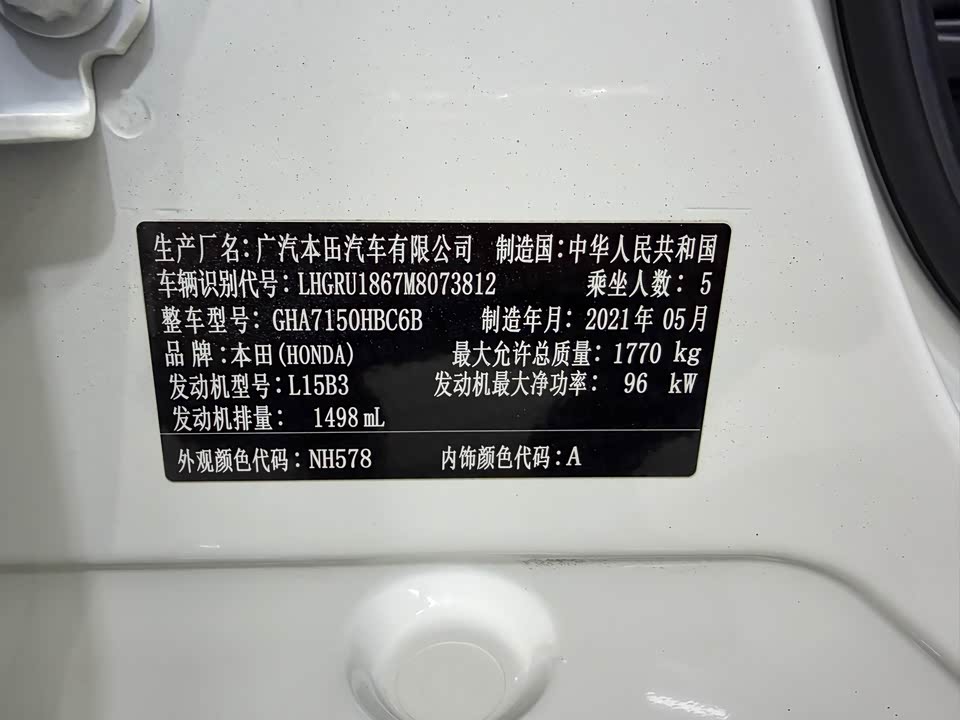 生产厂名：广汽本田汽车有限公司 制造国：中华人民共和国
车辆识别代号：LHGRU1867M8073812 乘坐人数：5
整车型号：GHA7150HBC6B 制造年月：2021年05月
品牌：本田(HONDA) 最大允许总质量：1770 kg
发动机型号：L15B3 发动机最大净功率：96 kW
发动机排量：1498 mL
外观颜色代码：NH578 内饰颜色代码：A